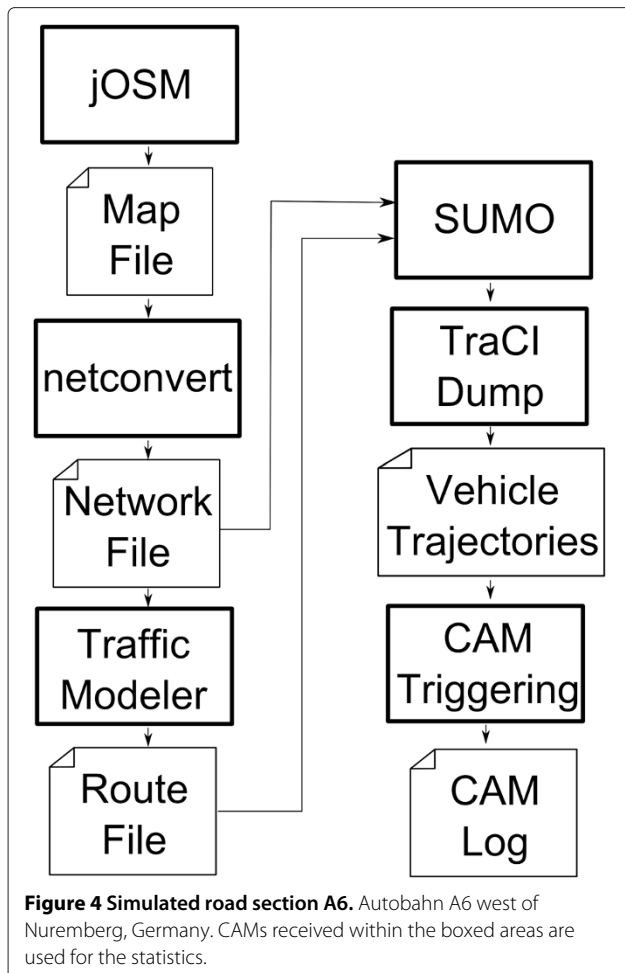 jOSM
Map
File
netconvert
Network
File
Traffic
Modeler
Route
File
SUMO
TraCI
Dump
Vehicle
Trajectories
CAM
Triggering
CAM
Log
Figure 4 Simulated road section A6. Autobahn A6 west of
Nuremberg, Germany. CAMs received within the boxed areas are
used for the statistics.